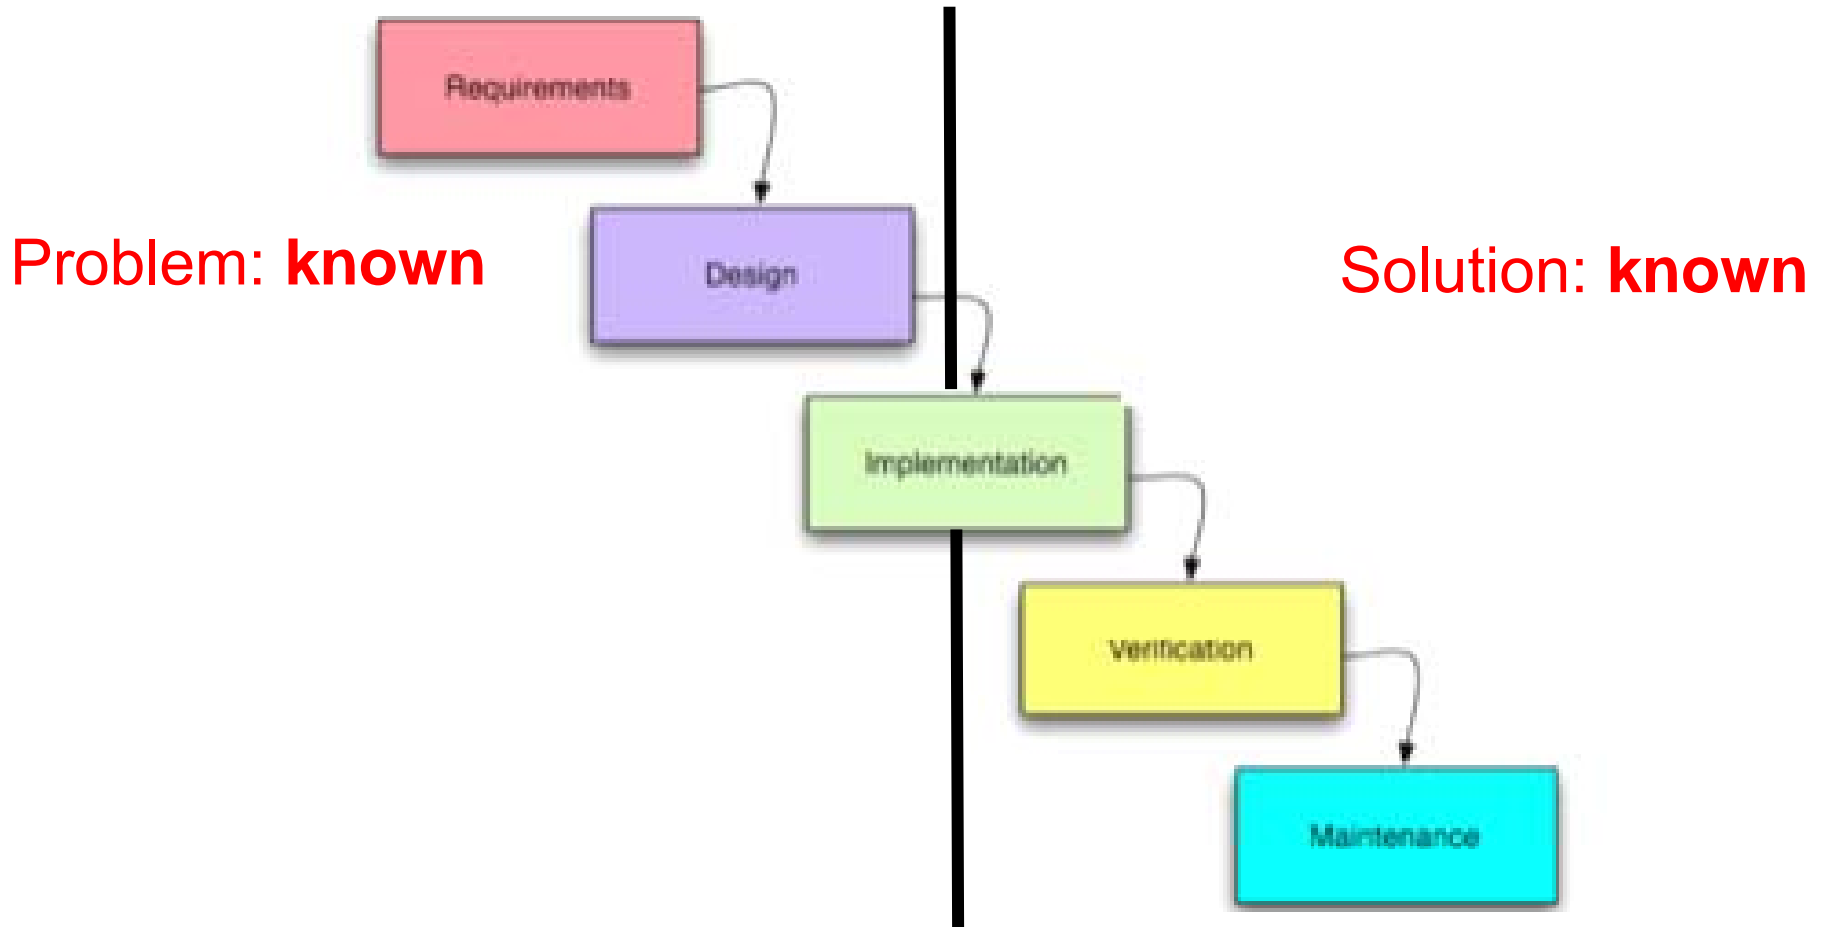 Requirements
Problem: known
Design
Solution: known
Implementation
Verification
Maintenance